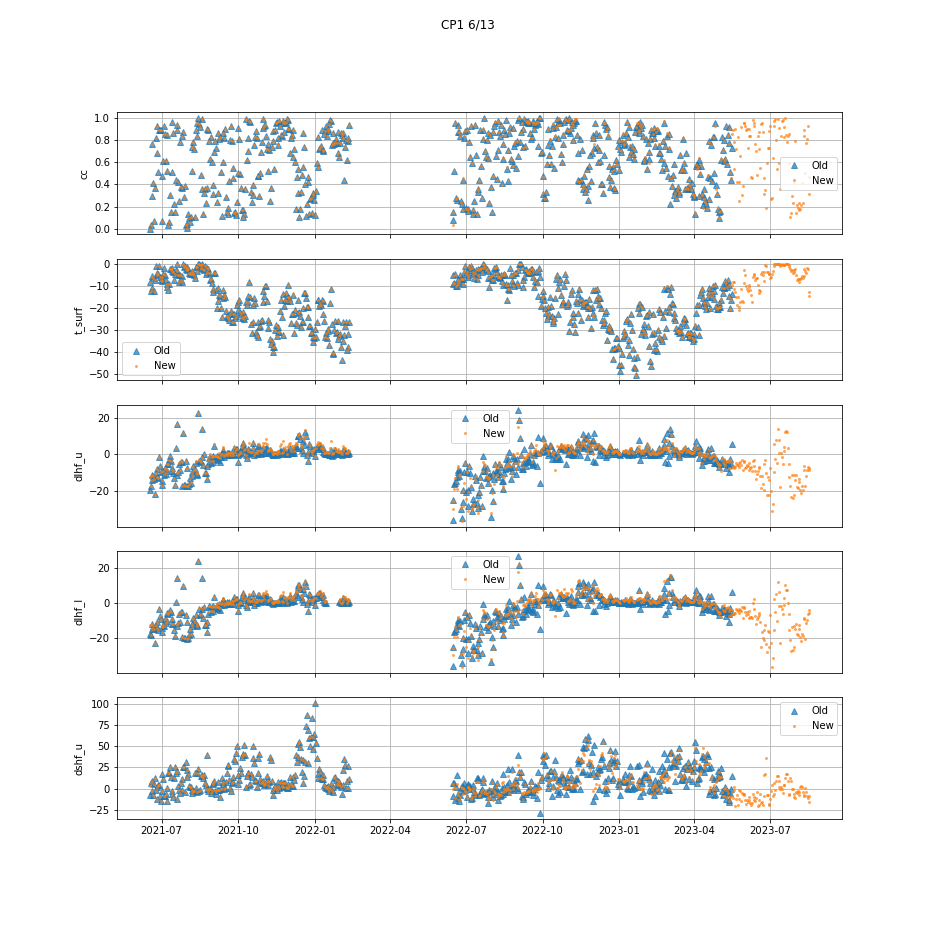 CP1 6/13
1.0
0.8
0.6
0.4
0.2
0.0
cc
Old
New
0
−10
−20
−30
−40
−50
t_surf
Old
New
20
0
−20
dlhf_u
Old
New
20
0
−20
dlhf_l
Old
New
100
75
50
25
0
−25
dshf_u
Old
New
2021-07
2021-10
2022-01
2022-04
2022-07
2022-10
2023-01
2023-04
2023-07